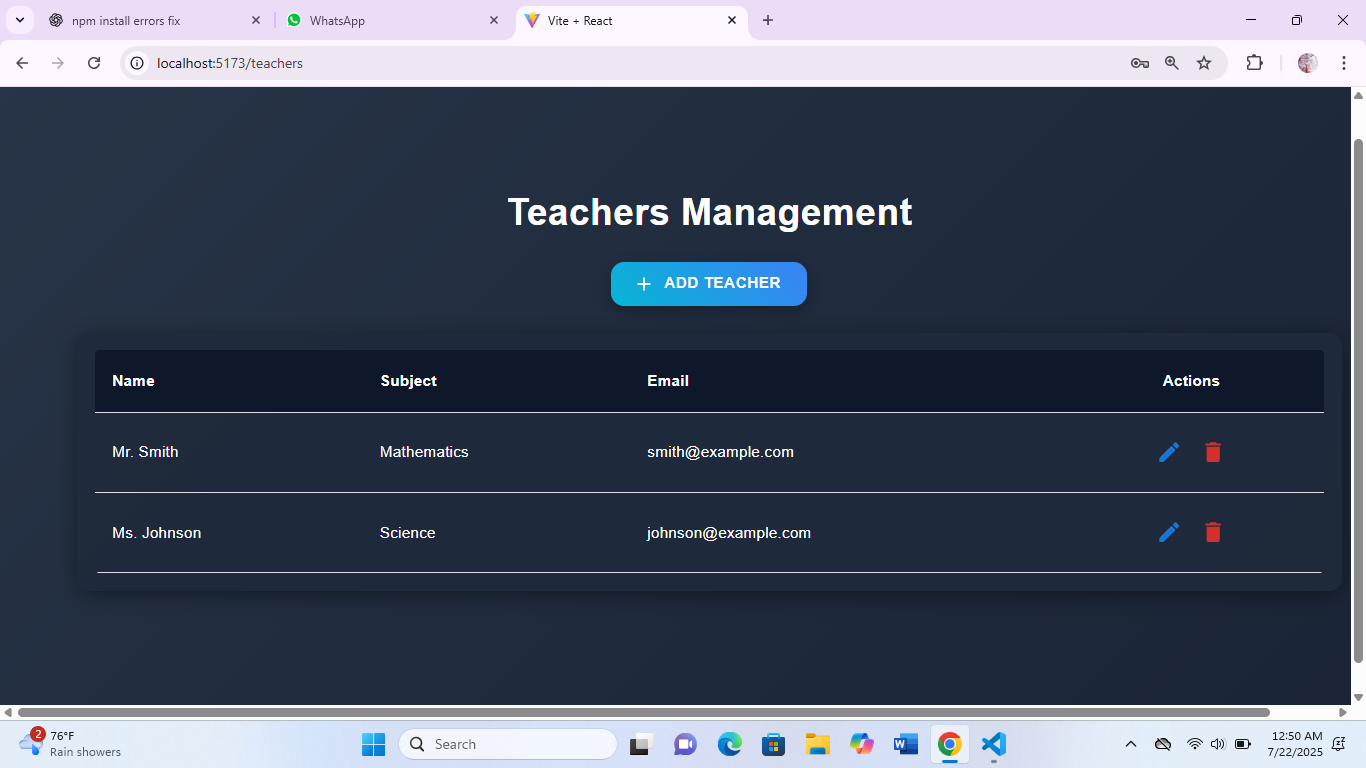 npm install errors fix
WhatsApp
Vite + React
localhost:5173/teachers
Teachers Management
ADD TEACHER
Name Subject Email Actions
Mr. Smith Mathematics smith@example.com
Ms. Johnson Science johnson@example.com
2
76°F
Rain showers
Search
12:50 AM
7/22/2025